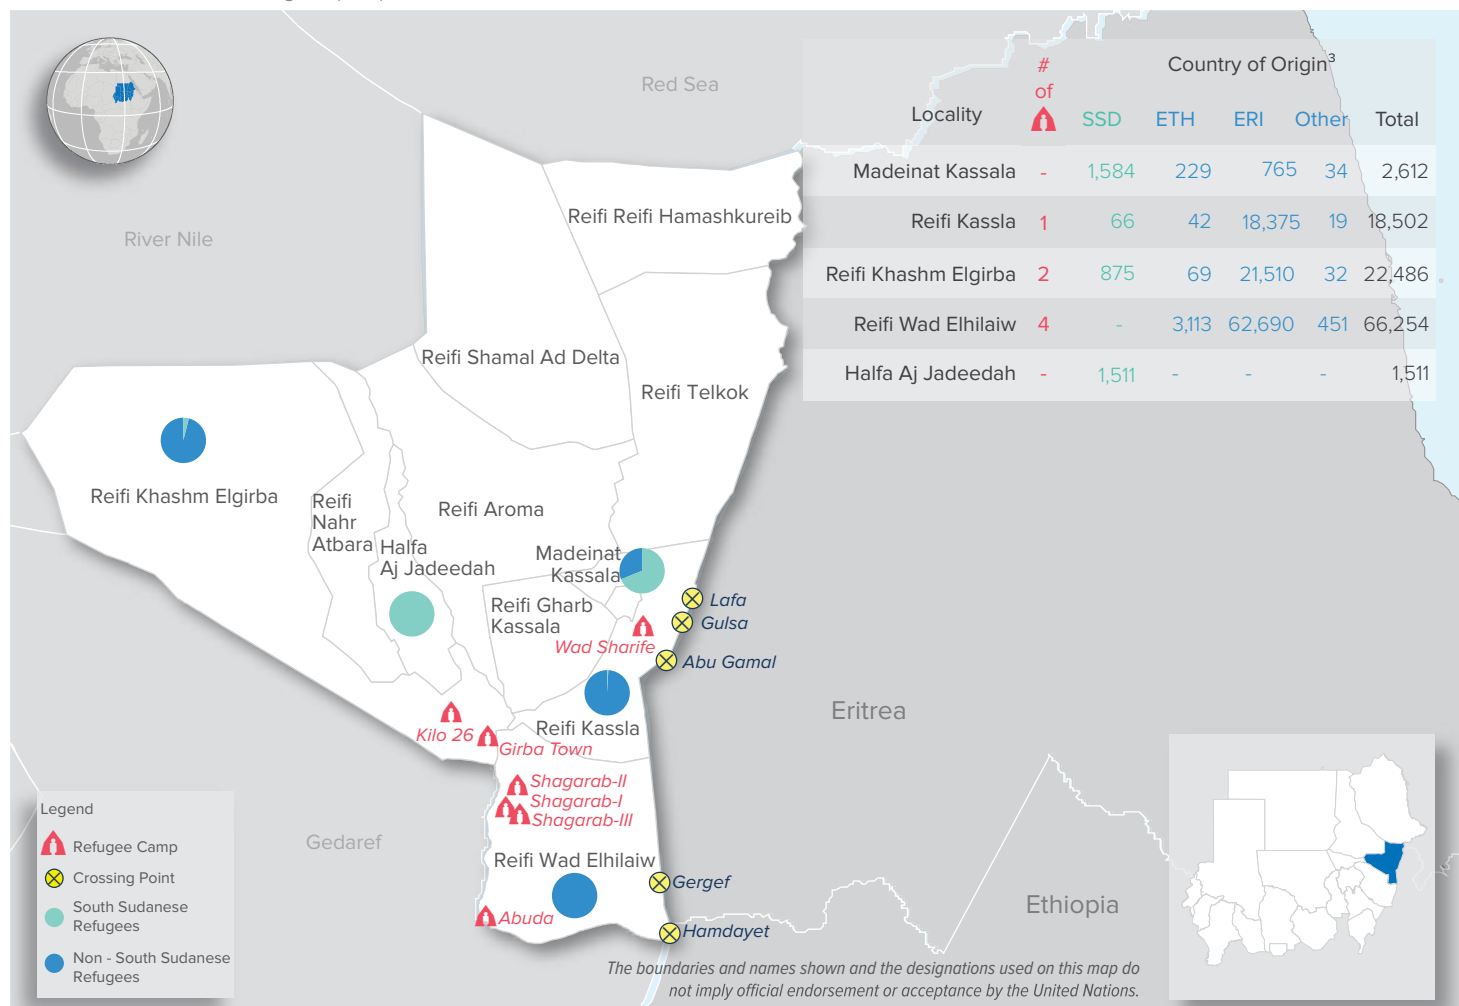 Red Sea
River Nile
# of
Country of Origin³
Locality SSD ETH ERI Other Total
Madeinat Kassala - 1,584 229 765 34 2,612
Reifi Kassla 1 66 42 18,375 19 18,502
Reifi Khashm Elgirba 2 875 69 21,510 32 22,486
Reifi Wad Elhilaiw 4 - 3,113 62,690 451 66,254
Halfa Aj Jadeedah - 1,511 - - - 1,511
Reifi Reifi Hamashkureib
Reifi Shamal Ad Delta
Reifi Telkok
Reifi Khashm Elgirba
Reifi
Nahr
Atbara
Reifi Aroma
Halfa
Aj Jadeedah
Madeinat
Kassala
Reifi Gharb
Kassala
Lafa
Gulsa
Wad Sharife
Abu Gamal
Eritrea
Reifi Kassla
Kilo 26
Girba Town
Shagarab-II
Shagarab-I
Shagarab-III
Gedaref
Reifi Wad Elhilaiw
Gergef
Abuda
Hamdayet
Ethiopia
Legend
Refugee Camp
Crossing Point
South Sudanese
Refugees
Non - South Sudanese
Refugees
The boundaries and names shown and the designations used on this map do
not imply official endorsement or acceptance by the United Nations.